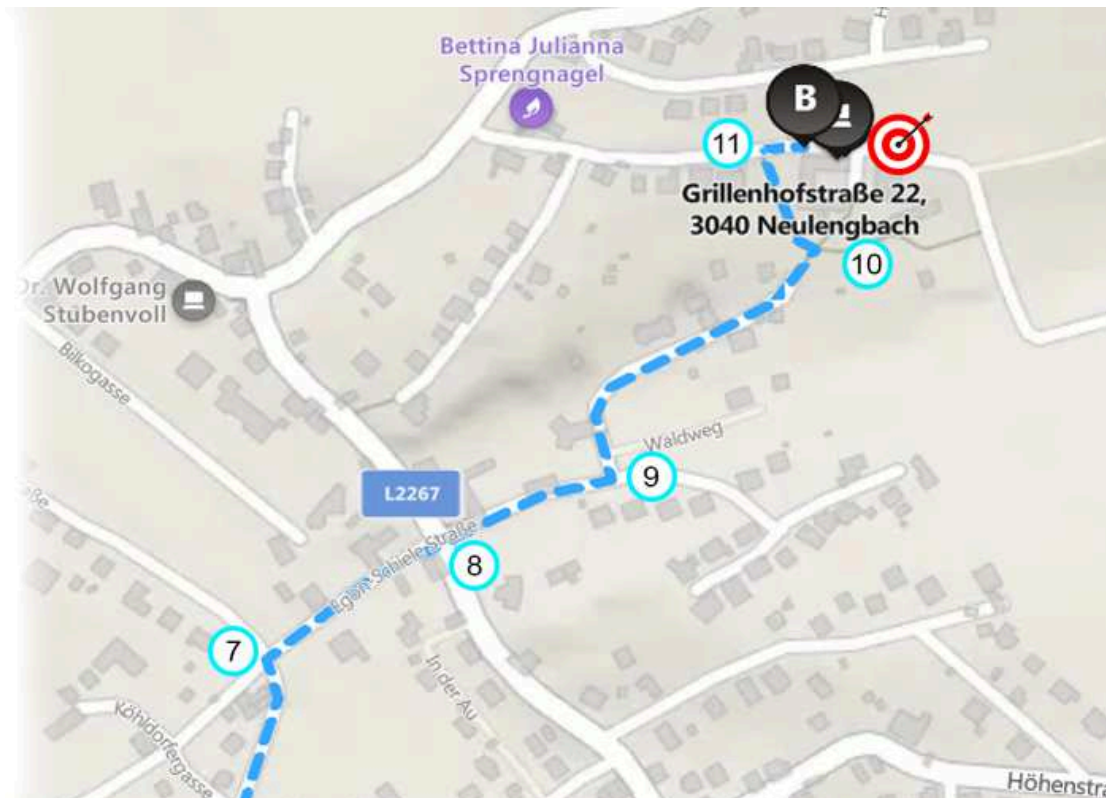 Bettina Julianna
Sprengnagel
B
11
Grillenhofstraße 22,
3040 Neulengbach
10
Dr. Wolfgang
Stubenvoll
Bilkogasse
Waldweg
9
L2267
raße
Egon-Schiele-Straße
8
7
In der Au
Köhldorfergasse
Höhenstra
H